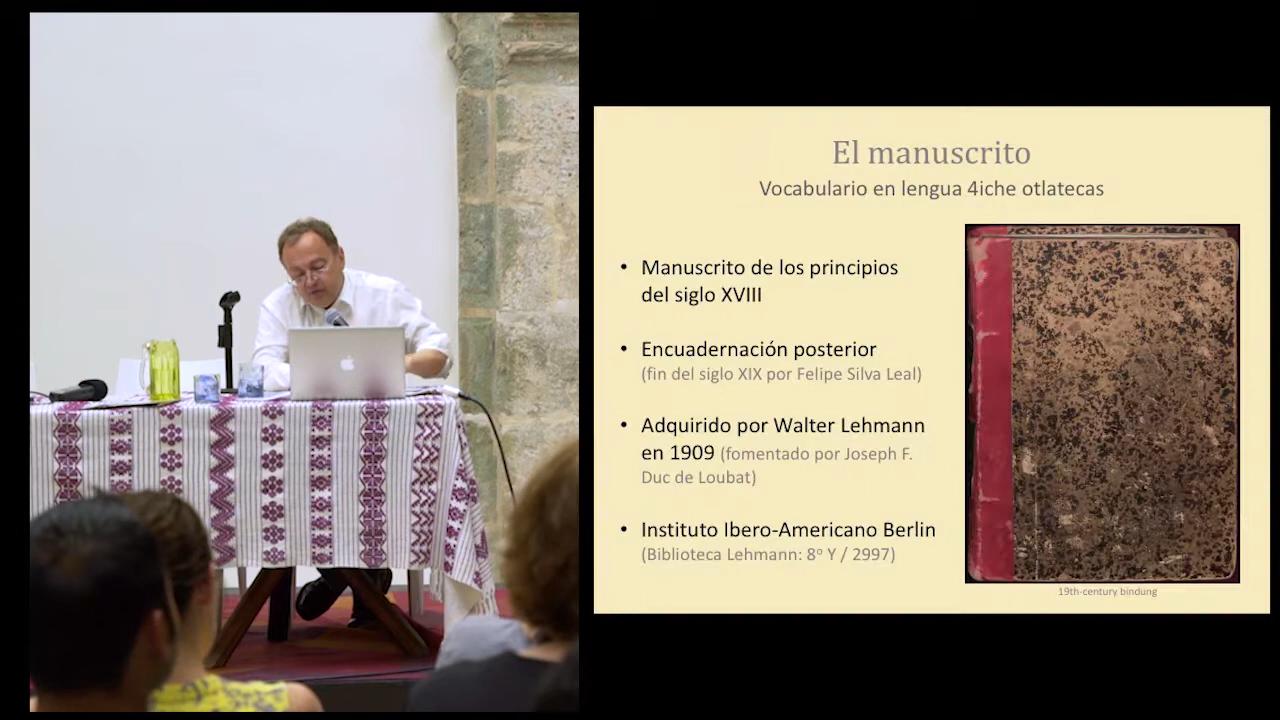 El manuscrito
Vocabulario en lengua 4iche otlatecas
• Manuscrito de los principios
del siglo XVIII
• Encuadernación posterior
(fin del siglo XIX por Felipe Silva Leal)
• Adquirido por Walter Lehmann
en 1909 (fomentado por Joseph F.
Duc de Loubat)
• Instituto Ibero-Americano Berlin
(Biblioteca Lehmann: 8º Y / 2997)
19th-century bindung